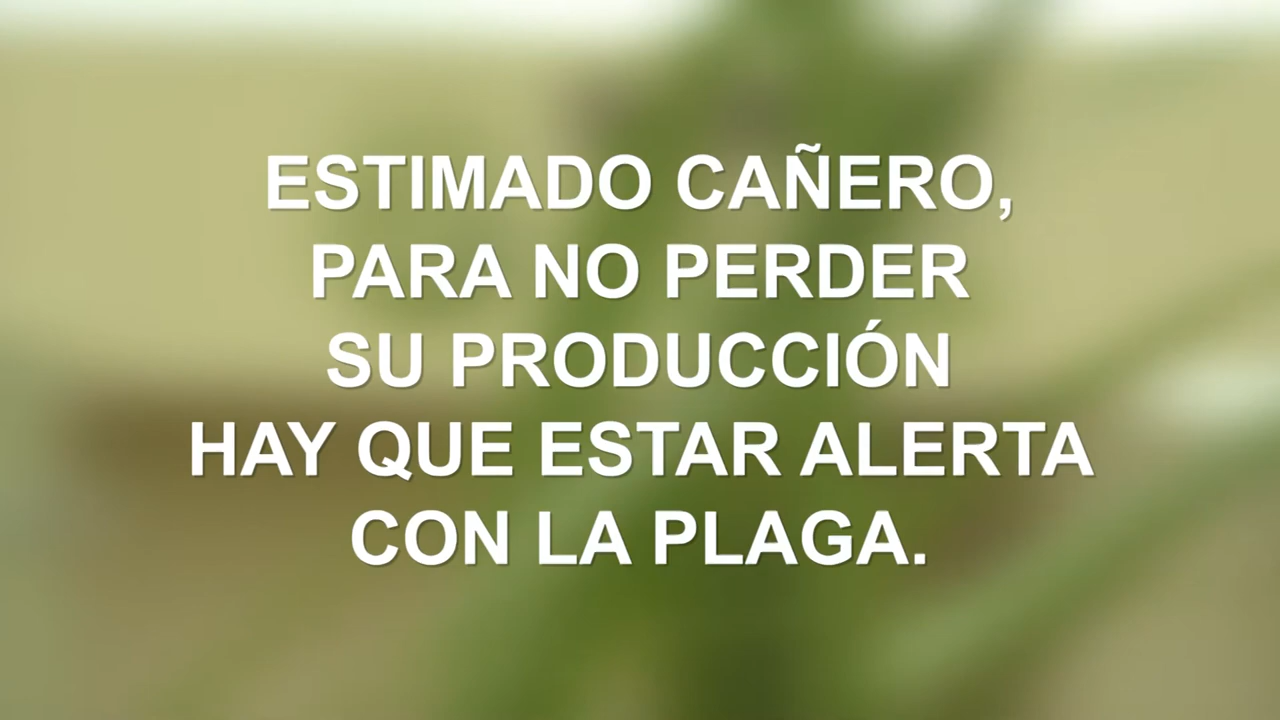 ESTIMADO CAÑERO,
PARA NO PERDER
SU PRODUCCIÓN
HAY QUE ESTAR ALERTA
CON LA PLAGA.